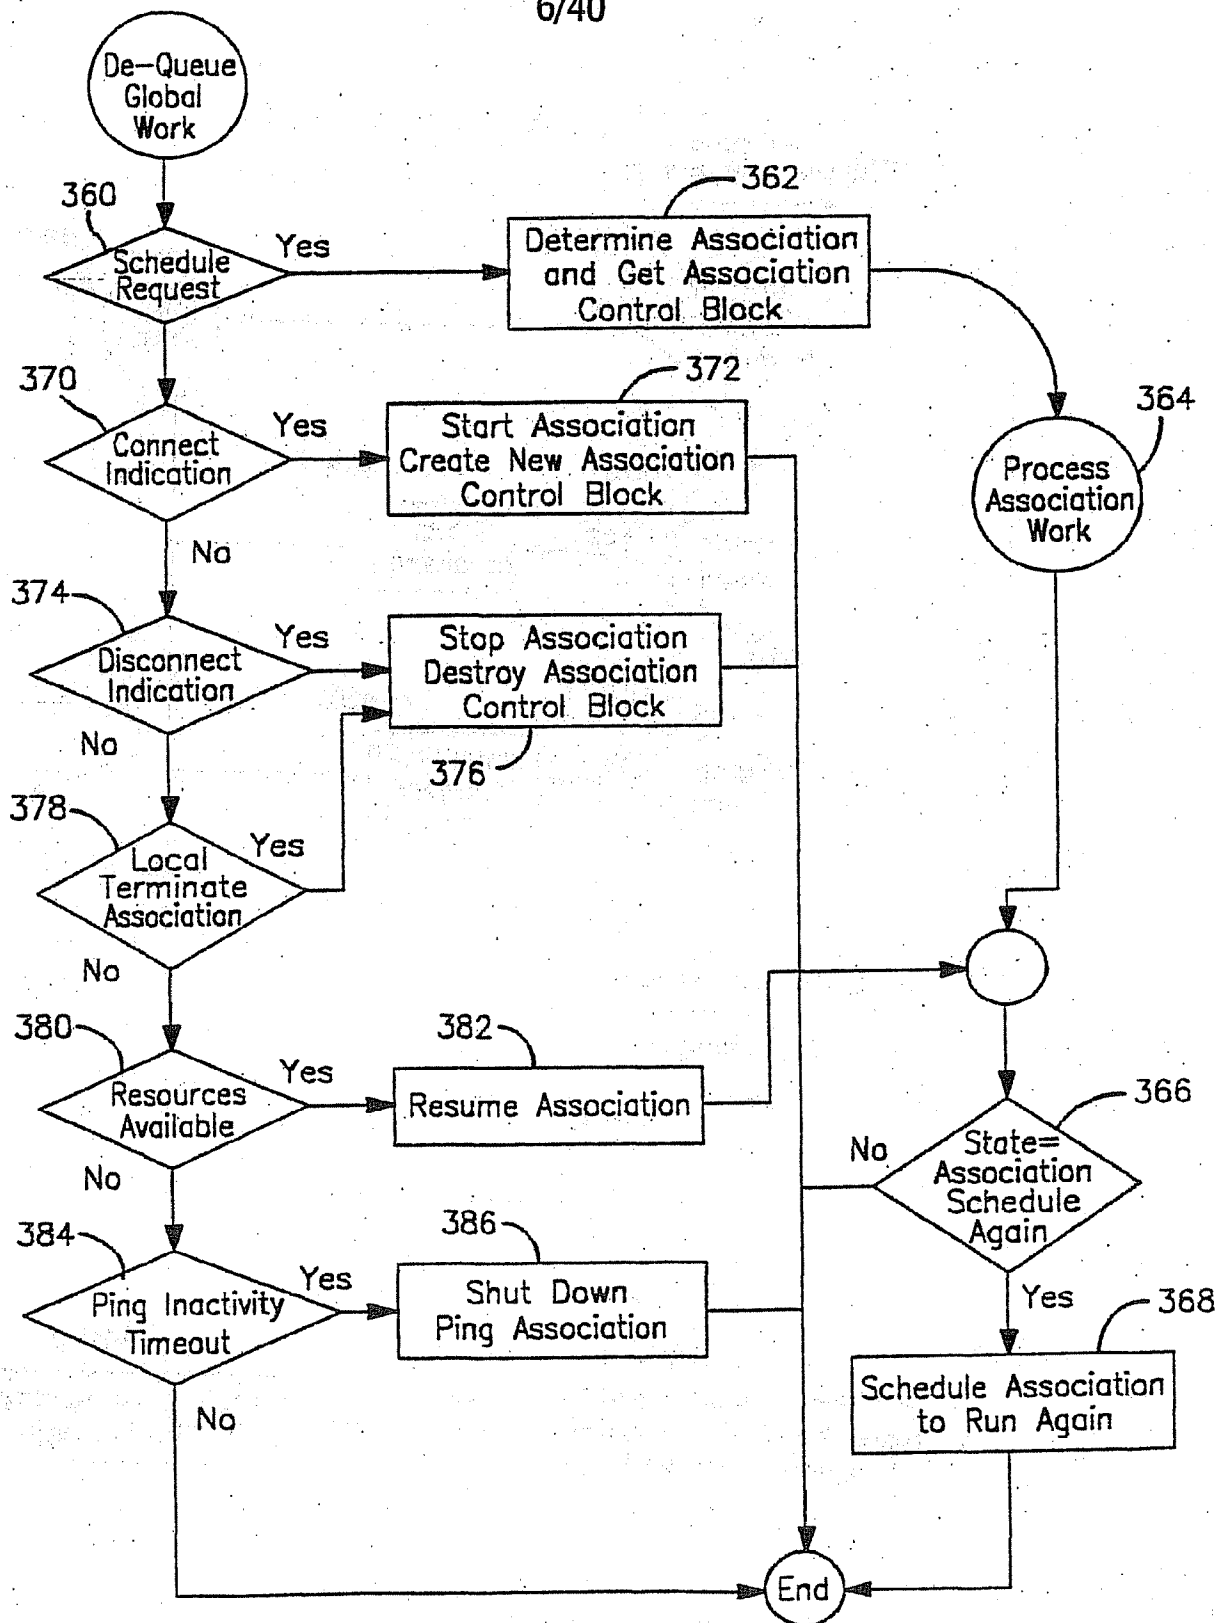 6/40
De-Queue
Global
Work
360
Schedule
Request
Yes
362
Determine Association
and Get Association
Control Block
370
Connect
Indication
Yes
372
Start Association
Create New Association
Control Block
364
Process
Association
Work
No
374
Disconnect
Indication
Yes
Stop Association
Destroy Association
Control Block
376
No
378
Local
Terminate
Association
Yes
No
380
Resources
Available
Yes
382
Resume Association
366
State=
Association
Schedule
Again
No
Yes
368
Schedule Association
to Run Again
No
384
Ping Inactivity
Timeout
Yes
386
Shut Down
Ping Association
No
End